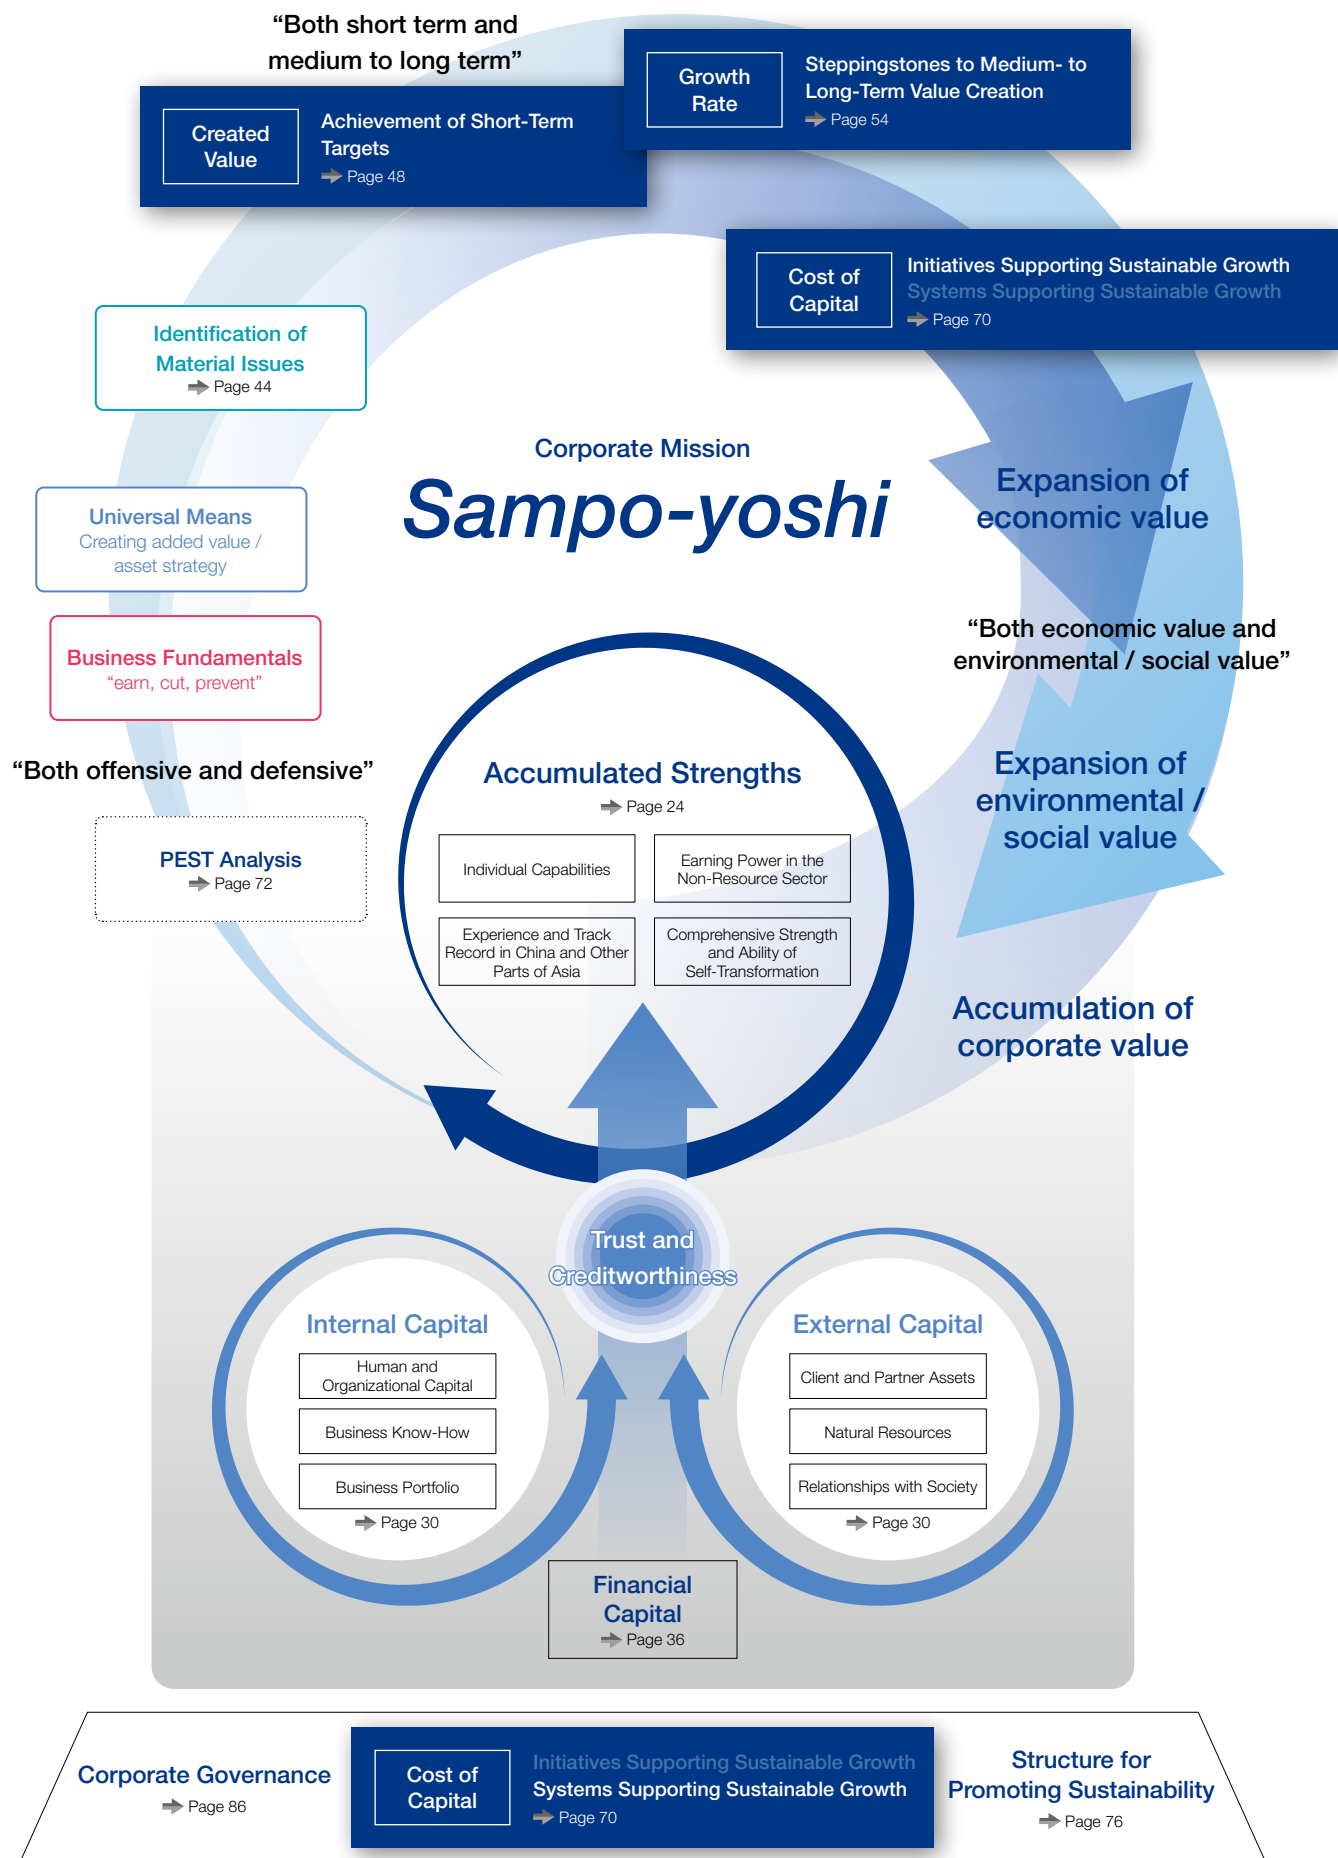 “Both short term and
medium to long term”
Created
Value
Achievement of Short-Term
Targets
Page 48
Growth
Rate
Steppingstones to Medium- to
Long-Term Value Creation
Page 54
Cost of
Capital
Initiatives Supporting Sustainable Growth
Systems Supporting Sustainable Growth
Page 70
Identification of
Material Issues
Page 44
Corporate Mission
Sampo-yoshi
Expansion of
economic value
Universal Means
Creating added value /
asset strategy
Business Fundamentals
“earn, cut, prevent”
“Both economic value and
environmental / social value”
“Both offensive and defensive”
Expansion of
environmental /
social value
PEST Analysis
Page 72
Accumulated Strengths
Page 24
Individual Capabilities
Earning Power in the
Non-Resource Sector
Experience and Track
Record in China and Other
Parts of Asia
Comprehensive Strength
and Ability of
Self-Transformation
Accumulation of
corporate value
Trust and
Creditworthiness
Internal Capital
Human and
Organizational Capital
Business Know-How
Business Portfolio
Page 30
External Capital
Client and Partner Assets
Natural Resources
Relationships with Society
Page 30
Financial
Capital
Page 36
Corporate Governance
Page 86
Cost of
Capital
Initiatives Supporting Sustainable Growth
Systems Supporting Sustainable Growth
Page 70
Structure for
Promoting Sustainability
Page 76